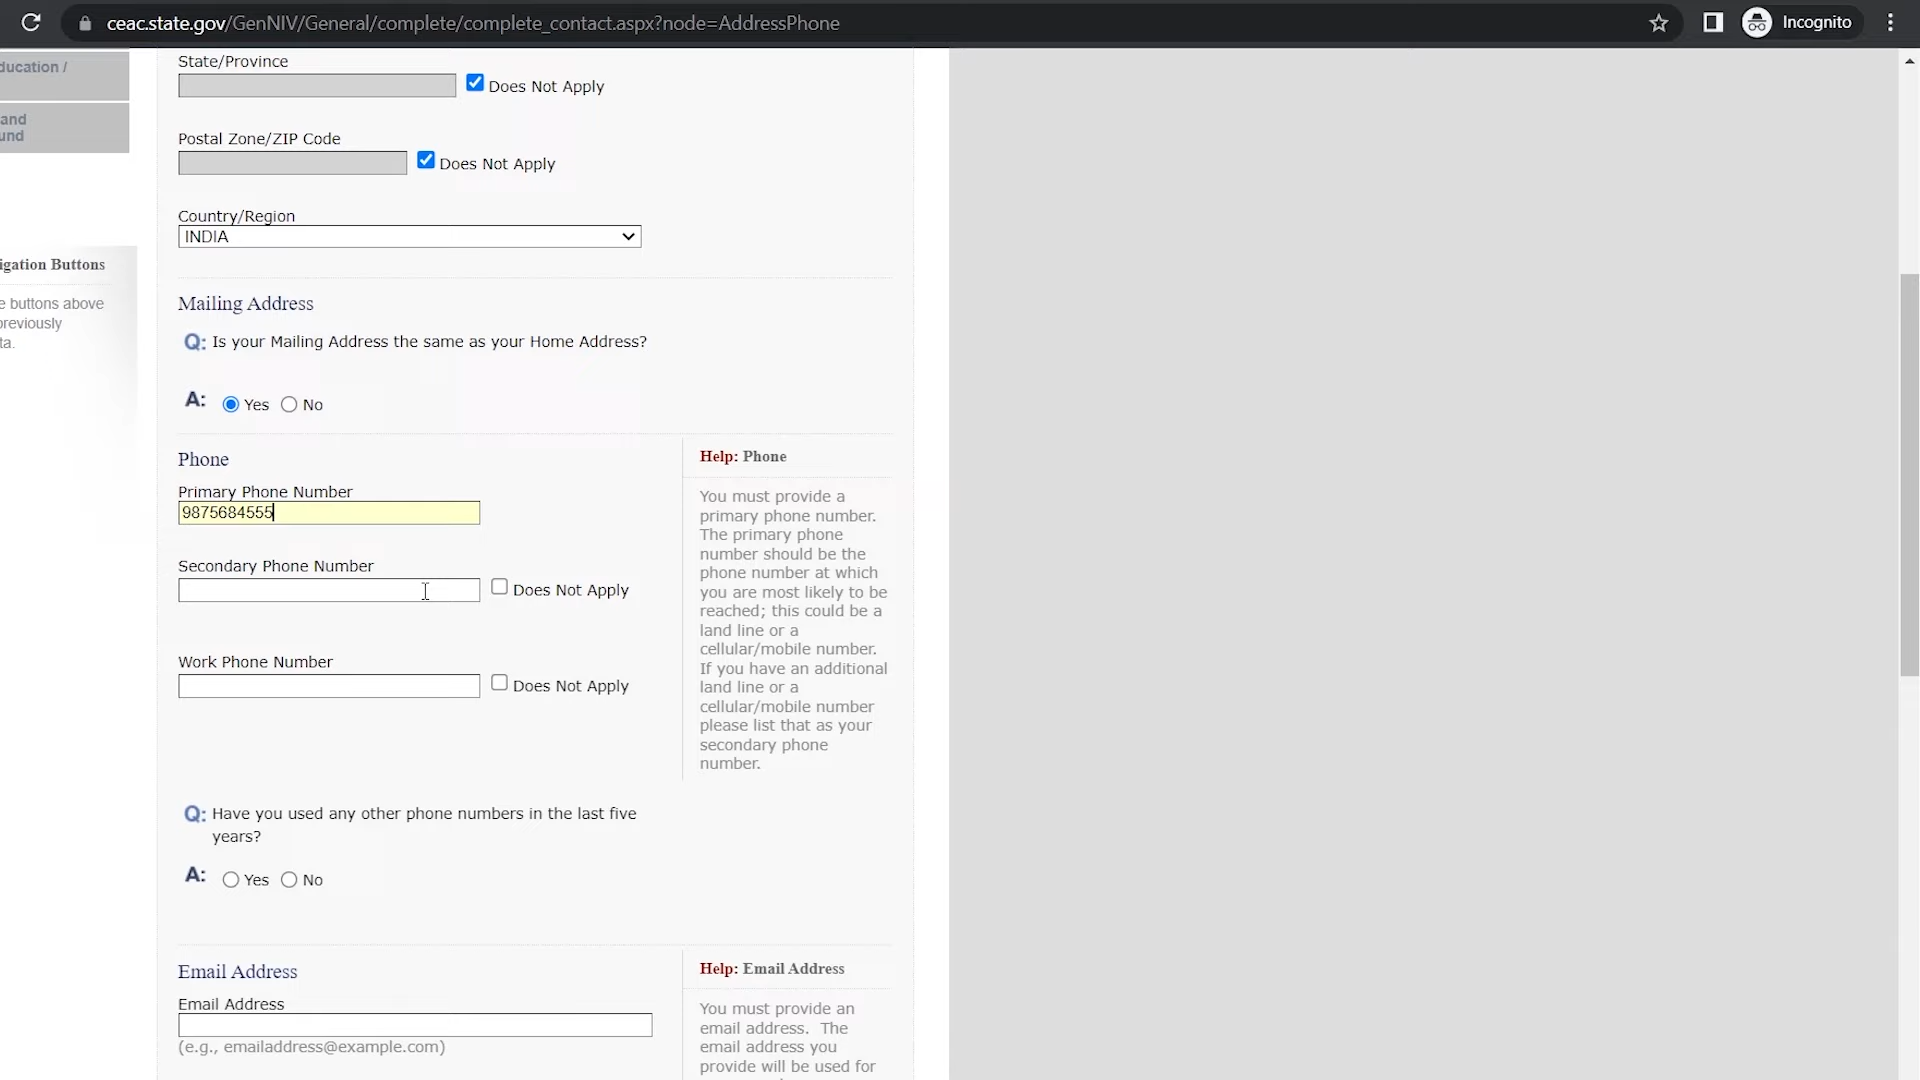 ceac.state.gov/GenNIV/General/complete/complete_contact.aspx?node=AddressPhone
Incognito
ducation /
and
und
igation Buttons
e buttons above
previously
ta.
State/Province
Does Not Apply
Postal Zone/ZIP Code
Does Not Apply
Country/Region
INDIA
Mailing Address
Q: Is your Mailing Address the same as your Home Address?
A: Yes No
Phone
Primary Phone Number
9875684555
Secondary Phone Number
Does Not Apply
Work Phone Number
Does Not Apply
Help: Phone
You must provide a
primary phone number.
The primary phone
number should be the
phone number at which
you are most likely to be
reached; this could be a
land line or a
cellular/mobile number.
If you have an additional
land line or a
cellular/mobile number
please list that as your
secondary phone
number.
Q: Have you used any other phone numbers in the last five
years?
A: Yes No
Email Address
Email Address
(e.g., emailaddress@example.com)
Help: Email Address
You must provide an
email address. The
email address you
provide will be used for